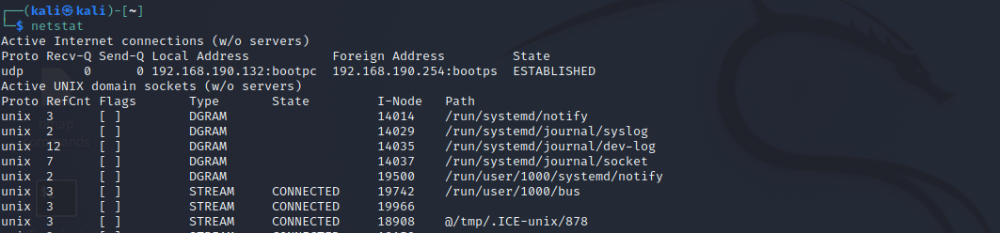 ┌──(kali㉿kali)-[~]
└─$ netstat
Active Internet connections (w/o servers)
Proto Recv-Q Send-Q Local Address           Foreign Address         State
udp        0      0 192.168.190.132:bootpc  192.168.190.254:bootps  ESTABLISHED
Active UNIX domain sockets (w/o servers)
Proto RefCnt Flags       Type       State         I-Node   Path
unix  3      [ ]         DGRAM                    14014    /run/systemd/notify
unix  2      [ ]         DGRAM                    14029    /run/systemd/journal/syslog
unix  12     [ ]         DGRAM                    14035    /run/systemd/journal/dev-log
unix  7      [ ]         DGRAM                    14037    /run/systemd/journal/socket
unix  2      [ ]         DGRAM                    19500    /run/user/1000/systemd/notify
unix  3      [ ]         STREAM     CONNECTED     19742    /run/user/1000/bus
unix  3      [ ]         STREAM     CONNECTED     19966
unix  3      [ ]         STREAM     CONNECTED     18908    @/tmp/.ICE-unix/878